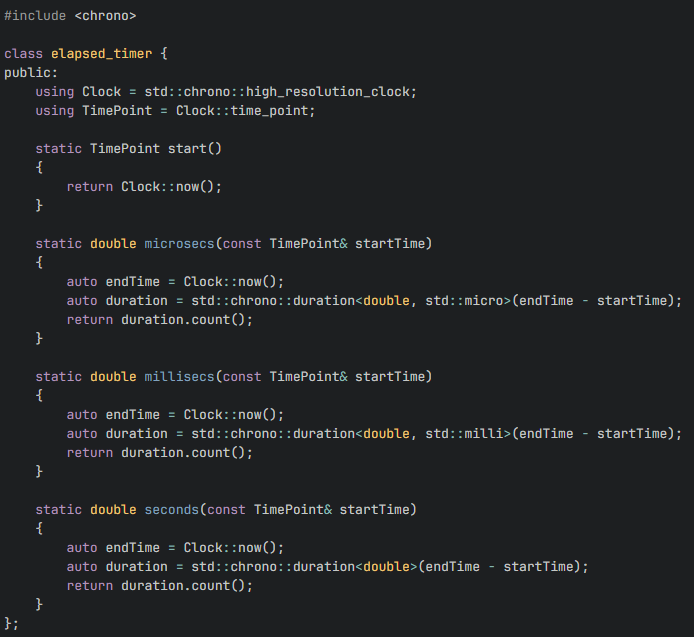 #include <chrono>

class elapsed_timer {
public:
    using Clock = std::chrono::high_resolution_clock;
    using TimePoint = Clock::time_point;

    static TimePoint start()
    {
        return Clock::now();
    }

    static double microsecs(const TimePoint& startTime)
    {
        auto endTime = Clock::now();
        auto duration = std::chrono::duration<double, std::micro>(endTime - startTime);
        return duration.count();
    }

    static double millisecs(const TimePoint& startTime)
    {
        auto endTime = Clock::now();
        auto duration = std::chrono::duration<double, std::milli>(endTime - startTime);
        return duration.count();
    }

    static double seconds(const TimePoint& startTime)
    {
        auto endTime = Clock::now();
        auto duration = std::chrono::duration<double>(endTime - startTime);
        return duration.count();
    }
};